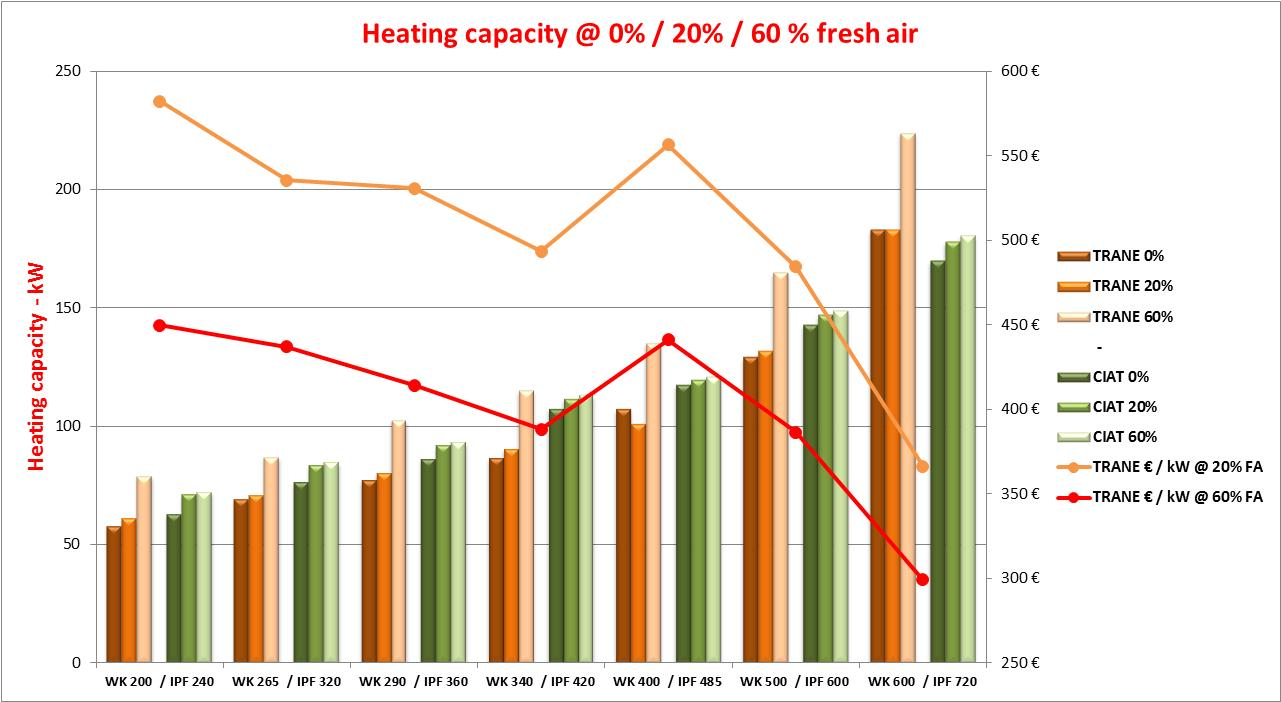 Heating capacity @ 0% / 20% / 60 % fresh air
Heating capacity - kW
250
200
150
100
50
0
600 €
550 €
500 €
450 €
400 €
350 €
300 €
250 €
WK 200 / IPF 240 WK 265 / IPF 320 WK 290 / IPF 360 WK 340 / IPF 420 WK 400 / IPF 485 WK 500 / IPF 600 WK 600 / IPF 720
TRANE 0%
TRANE 20%
TRANE 60%
-
CIAT 0%
CIAT 20%
CIAT 60%
TRANE € / kW @ 20% FA
TRANE € / kW @ 60% FA